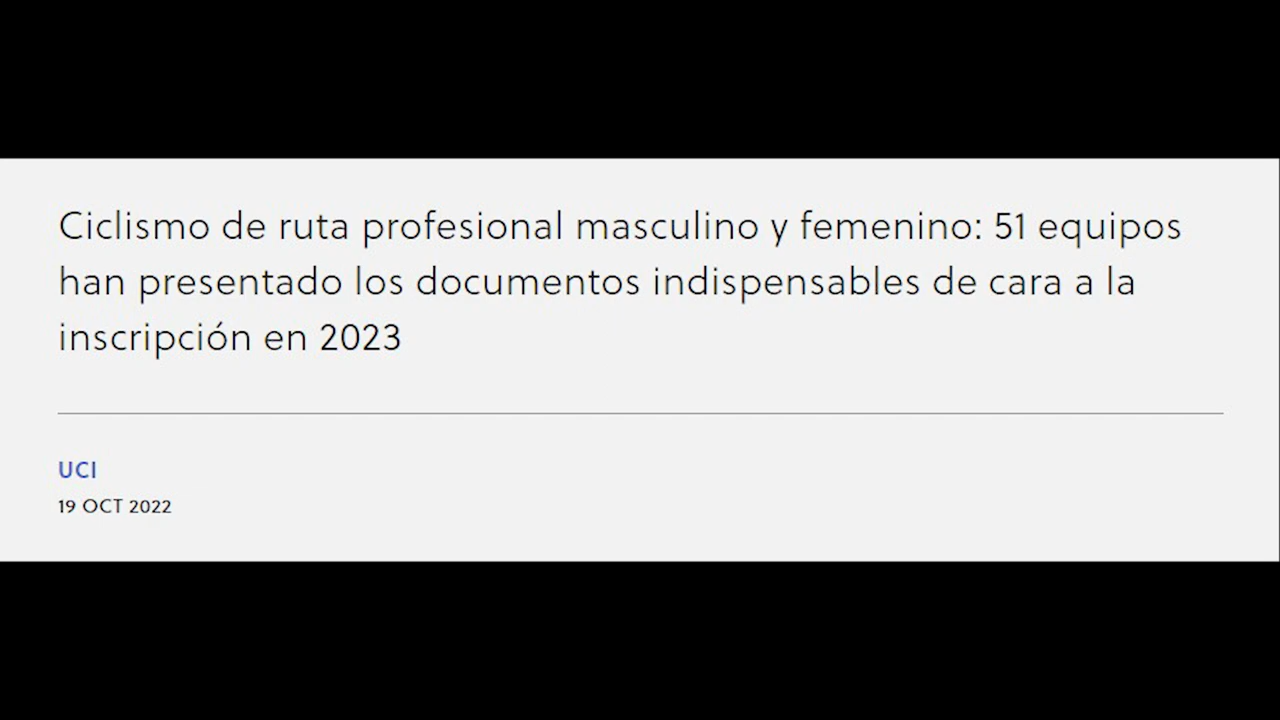 Ciclismo de ruta profesional masculino y femenino: 51 equipos
han presentado los documentos indispensables de cara a la
inscripción en 2023
UCI
19 OCT 2022